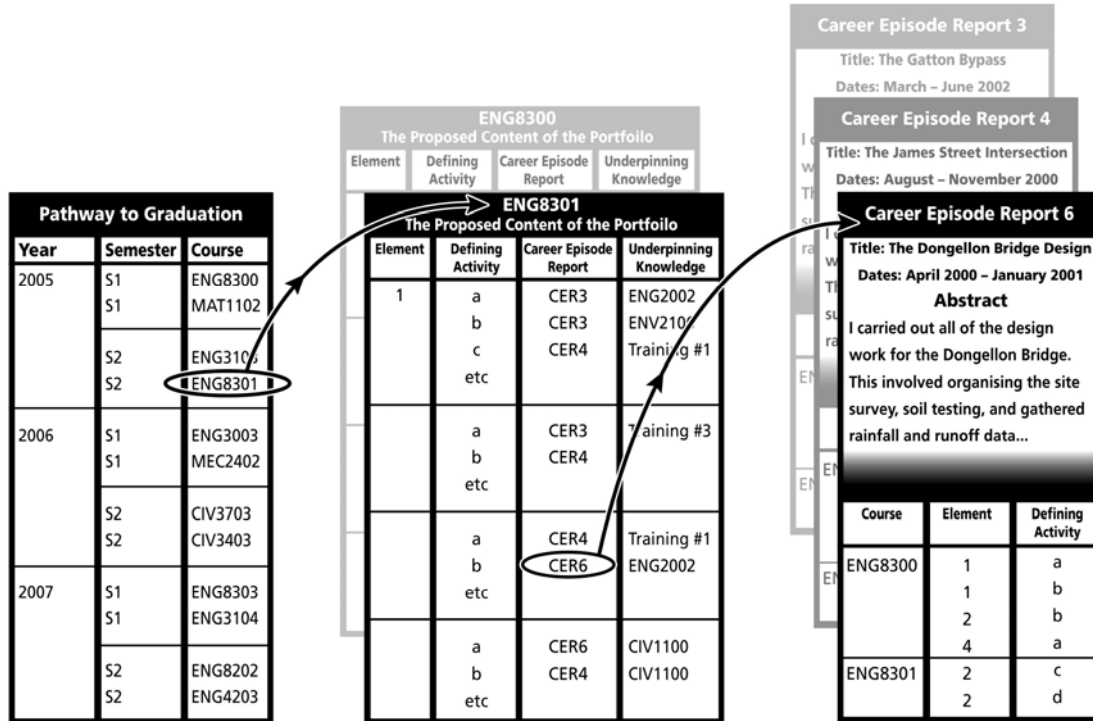 Pathway to Graduation
Year Semester Course
2005 S1 ENG8300
S1 MAT1102
S2 ENG3103
S2 ENG8301
2006 S1 ENG3003
S1 MEC2402
S2 CIV3703
S2 CIV3403
2007 S1 ENG8303
S1 ENG3104
S2 ENG8202
S2 ENG4203
ENG8300
The Proposed Content of the Portfoilo
Element Defining Activity Career Episode Report Underpinning Knowledge
ENG8301
The Proposed Content of the Portfoilo
Element Defining Activity Career Episode Report Underpinning Knowledge
1 a CER3 ENG2002
b CER3
c CER4 Training #1
etc
a CER3 Training #3
b CER4
etc
a CER4 Training #1
b CER6 ENG2002
etc
a CER6 CIV1100
b CER4 CIV1100
etc
Career Episode Report 3
Title: The Gatton Bypass
Dates: March – June 2002
Career Episode Report 4
Title: The James Street Intersection
Dates: August – November 2000
Career Episode Report 6
Title: The Dongellon Bridge Design
Dates: April 2000 – January 2001
Abstract
I carried out all of the design
work for the Dongellon Bridge.
This involved organising the site
survey, soil testing, and gathered
rainfall and runoff data...
Course Element Defining Activity
ENG8300 1 a
1 b
2 b
4 a
ENG8301 2 c
2 d